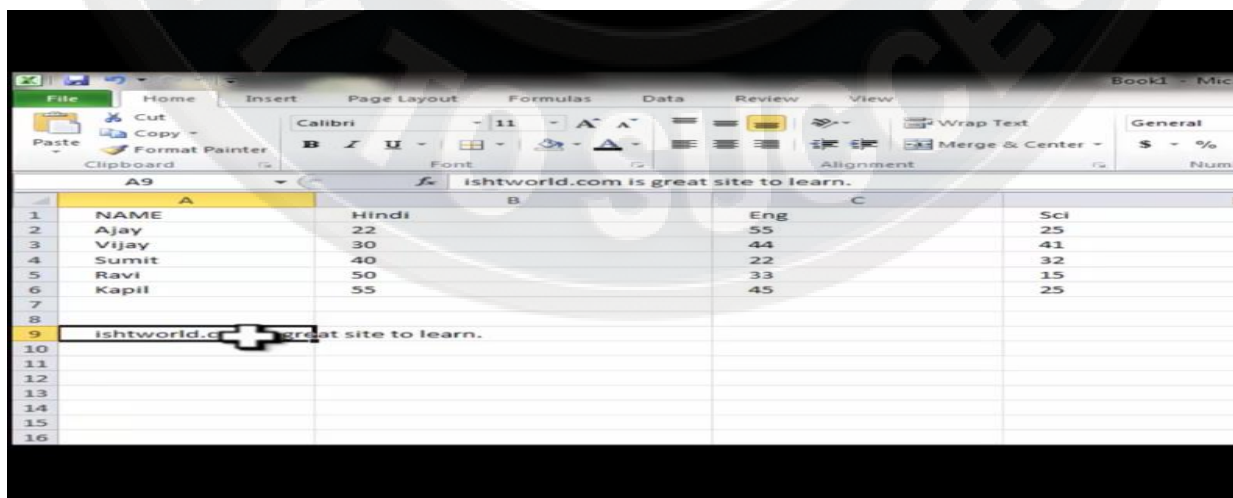 TO SUCCE
Book1 - Mic
File Home Insert Page Layout Formulas Data Review View
Cut
Copy
Paste
Format Painter
Clipboard
Calibri 11 A A
B I U A
Font
Wrap Text
Merge & Center
Alignment
General
$ %
Num
A9 fx ishtworld.com is great site to learn.
A B C
1 NAME Hindi Eng Sci
2 Ajay 22 55 25
3 Vijay 30 44 41
4 Sumit 40 22 32
5 Ravi 50 33 15
6 Kapil 55 45 25
7
8
9 ishtworld.c great site to learn.
10
11
12
13
14
15
16